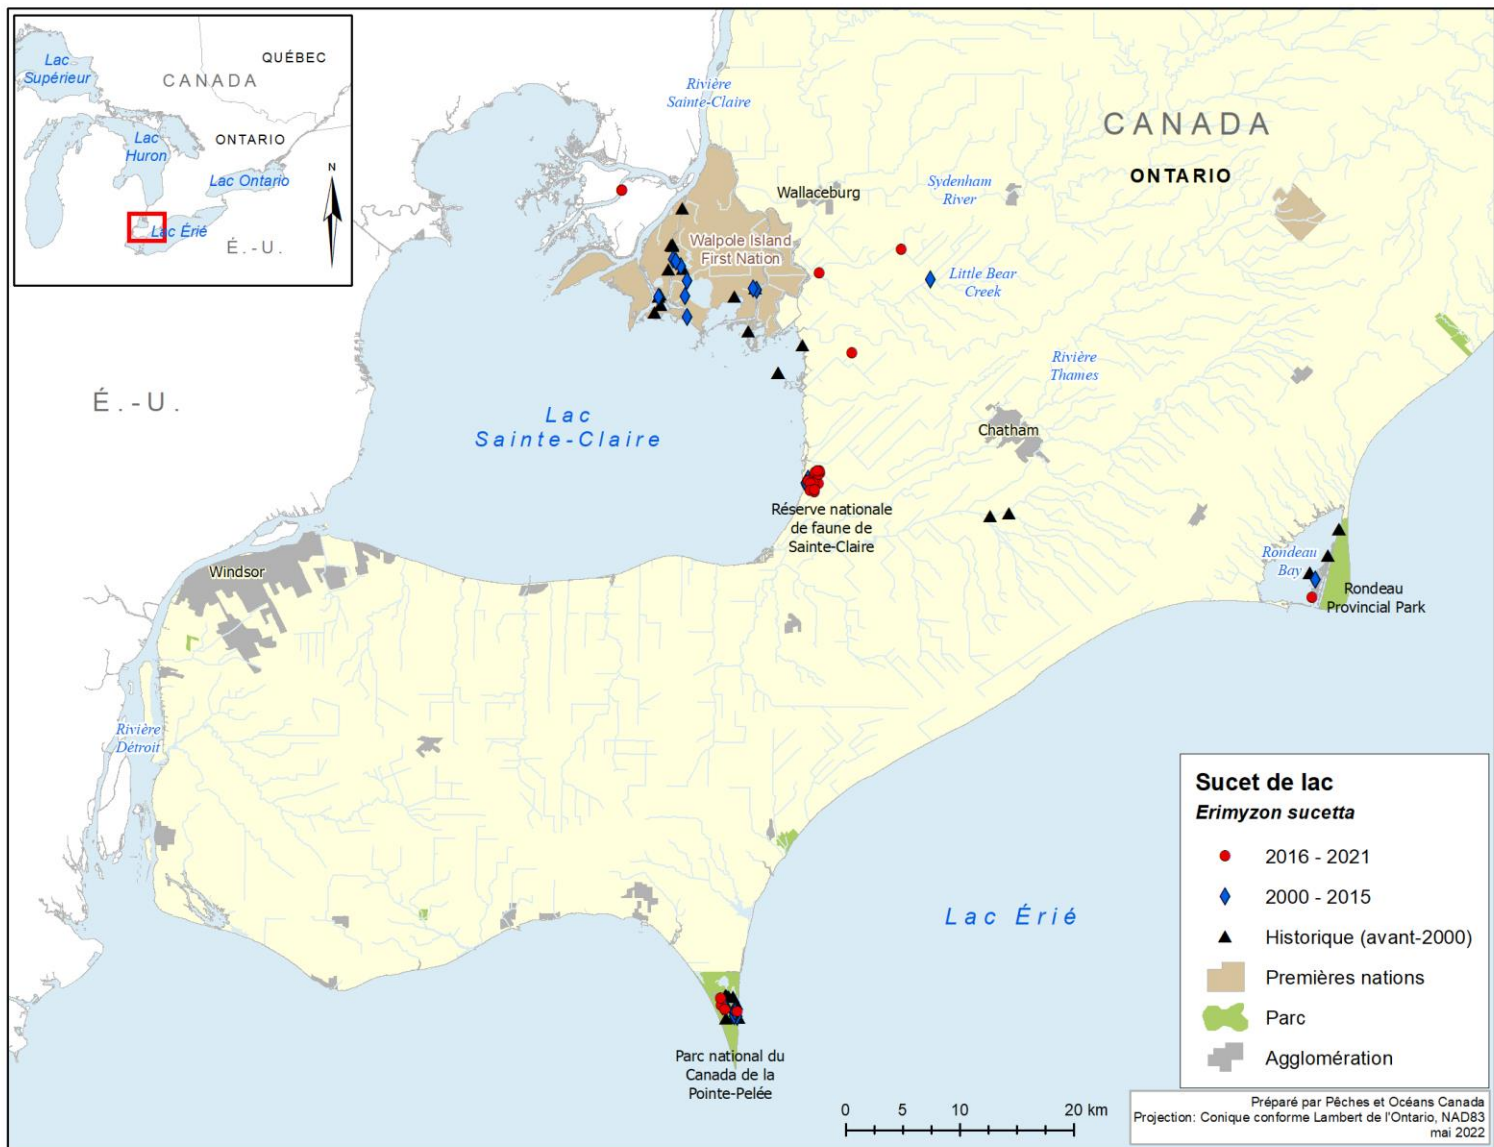 Lac
Supérieur
QUÉBEC
CANADA
ONTARIO
Lac
Huron
Lac Ontario
Lac Érié
É.-U.
N
Rivière
Sainte-Claire
CANADA
ONTARIO
Wallaceburg
Sydenham
River
Walpole Island
First Nation
Little Bear
Creek
Rivière
Thames
É.-U.
Lac
Sainte-Claire
Chatham
Réserve nationale
de faune de
Sainte-Claire
Windsor
Rondeau
Bay
Rondeau
Provincial Park
Rivière
Détroit
Lac Érié
Parc national du
Canada de la
Pointe-Pelée
Sucet de lac
Erimyzon sucetta
2016 - 2021
2000 - 2015
Historique (avant-2000)
Premières nations
Parc
Agglomération
0 5 10 20 km
Préparé par Pêches et Océans Canada
Projection: Conique conforme Lambert de l'Ontario, NAD83
mai 2022